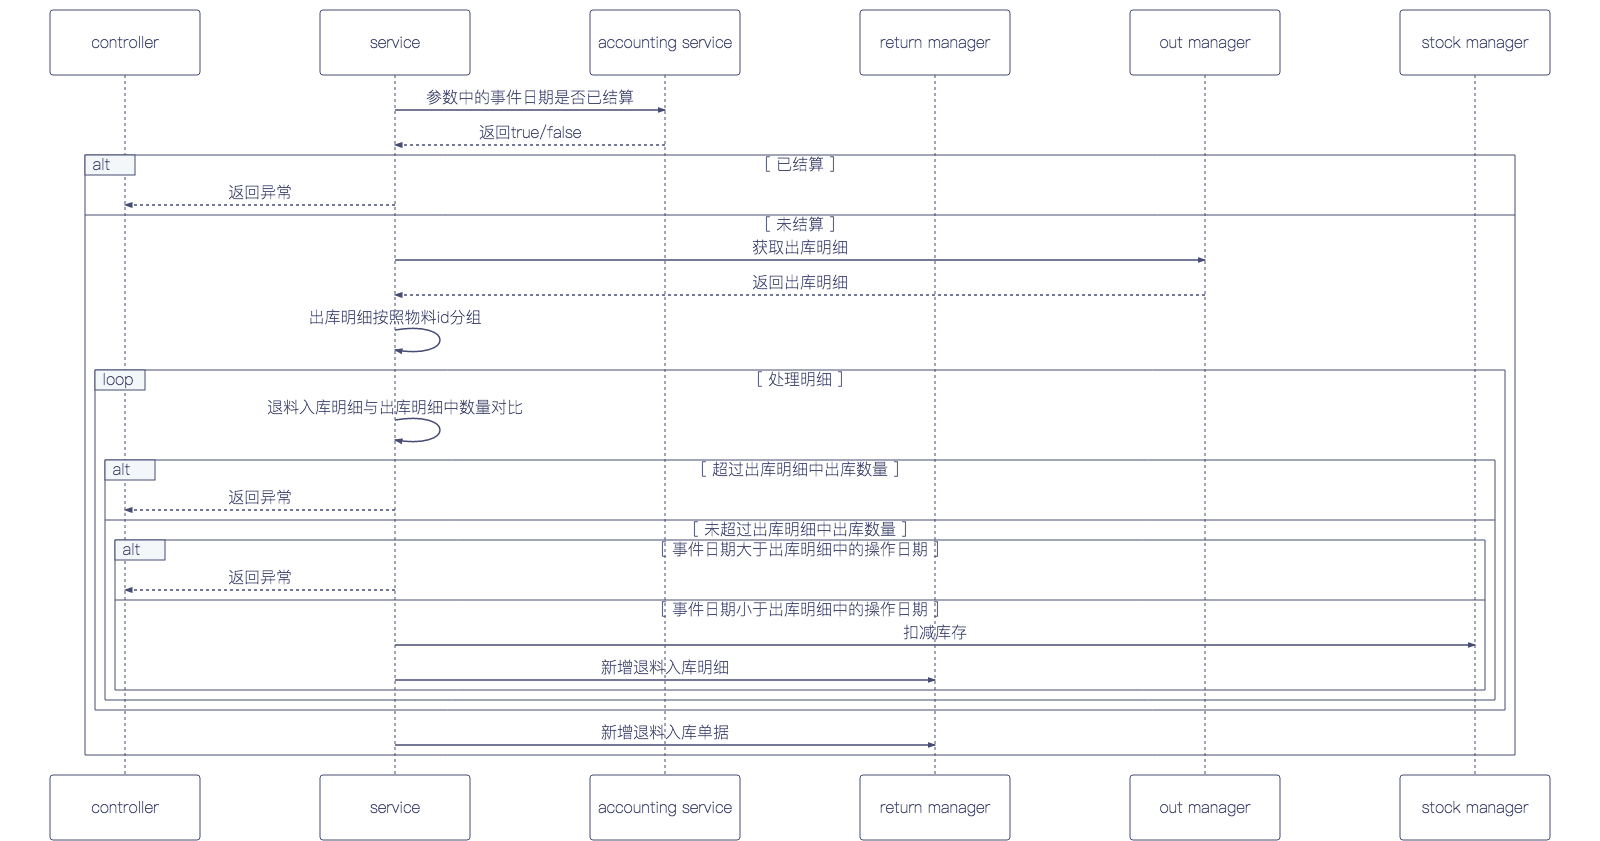 controller
service
accounting service
return manager
out manager
stock manager
参数中的事件日期是否已结算
返回true/false
alt
[ 已结算 ]
返回异常
[ 未结算 ]
获取出库明细
返回出库明细
出库明细按照物料id分组
loop
[ 处理明细 ]
退料入库明细与出库明细中数量对比
alt
[ 超过出库明细中出库数量 ]
返回异常
[ 未超过出库明细中出库数量 ]
alt
[ 事件日期大于出库明细中的操作日期 ]
返回异常
[ 事件日期小于出库明细中的操作日期 ]
扣减库存
新增退料入库明细
新增退料入库单据
controller
service
accounting service
return manager
out manager
stock manager